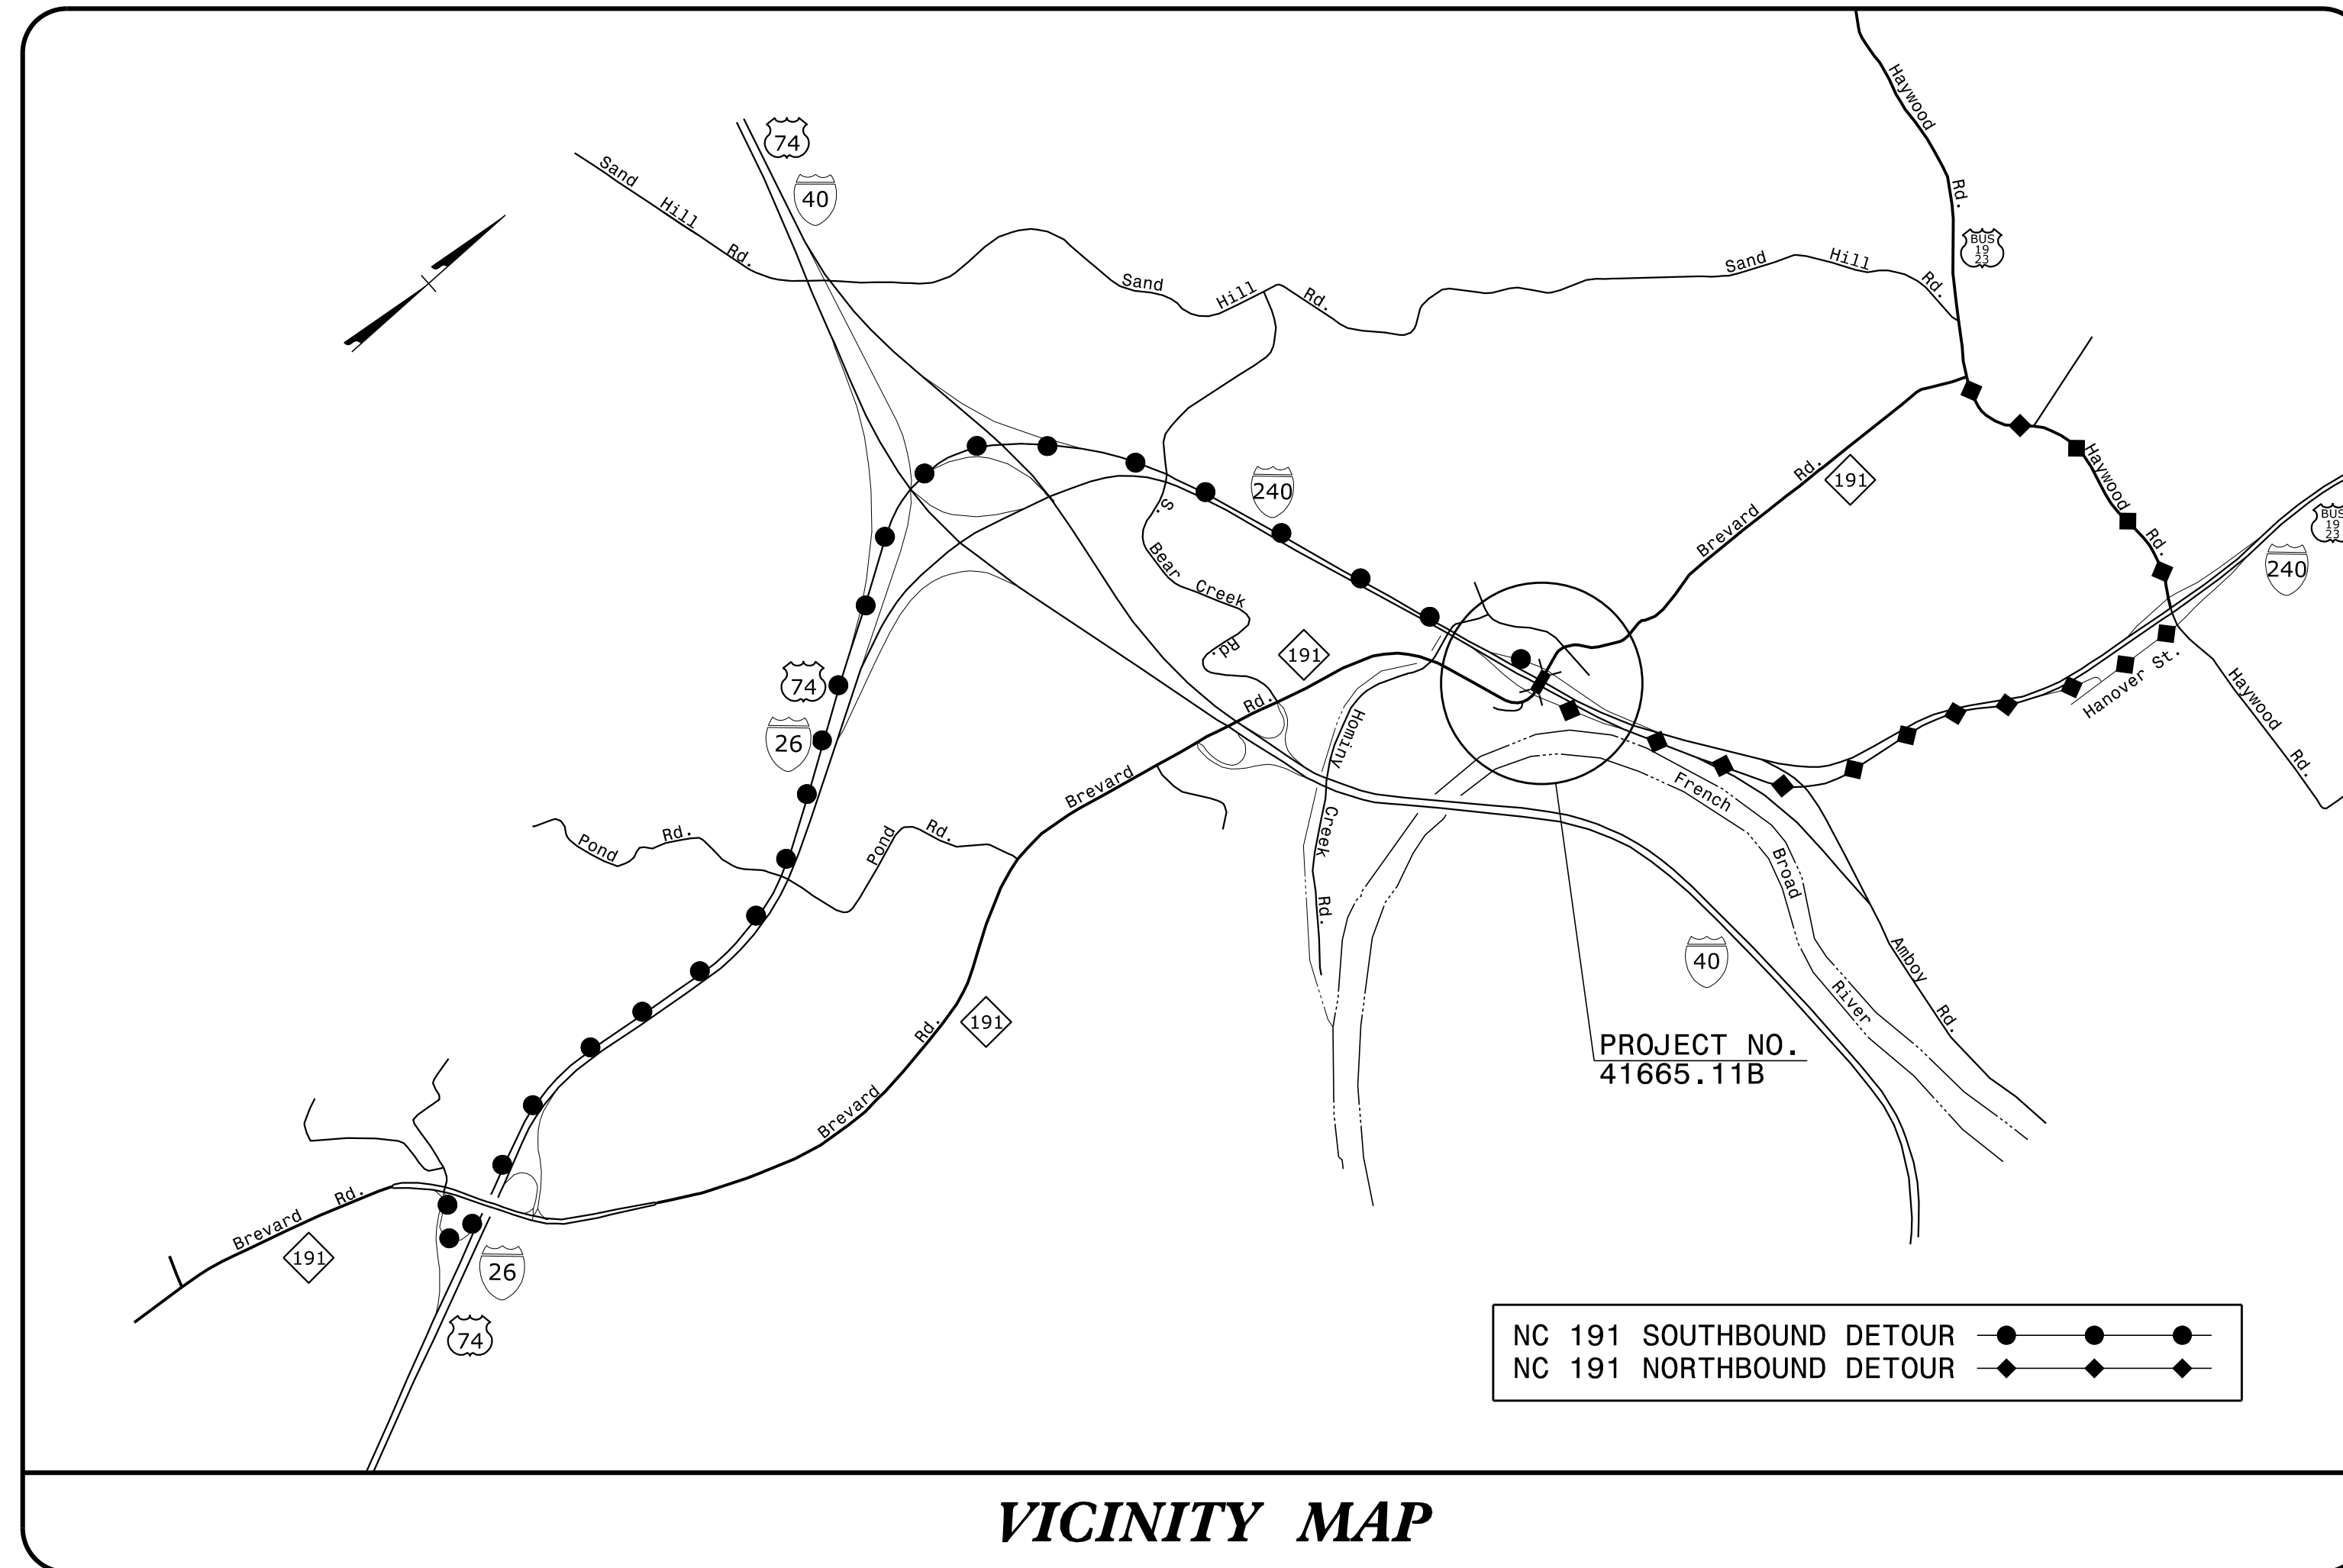 74
40
Sand Hill Rd.
Haywood Rd.
BUS
19
23
Sand Hill Rd.
Sand Hill Rd.
240
Brevard Rd.
191
Haywood Rd.
BUS
19
23
240
S. Bear Creek Rd.
191
Hanover St.
Haywood Rd.
74
26
Brevard Rd.
Hominy Creek Rd.
French Broad River
Pond Rd.
Pond Rd.
40
Amboy Rd.
191
Brevard Rd.
PROJECT NO.
41665.11B
Brevard Rd.
191
26
74
NC 191 SOUTHBOUND DETOUR
NC 191 NORTHBOUND DETOUR
VICINITY MAP